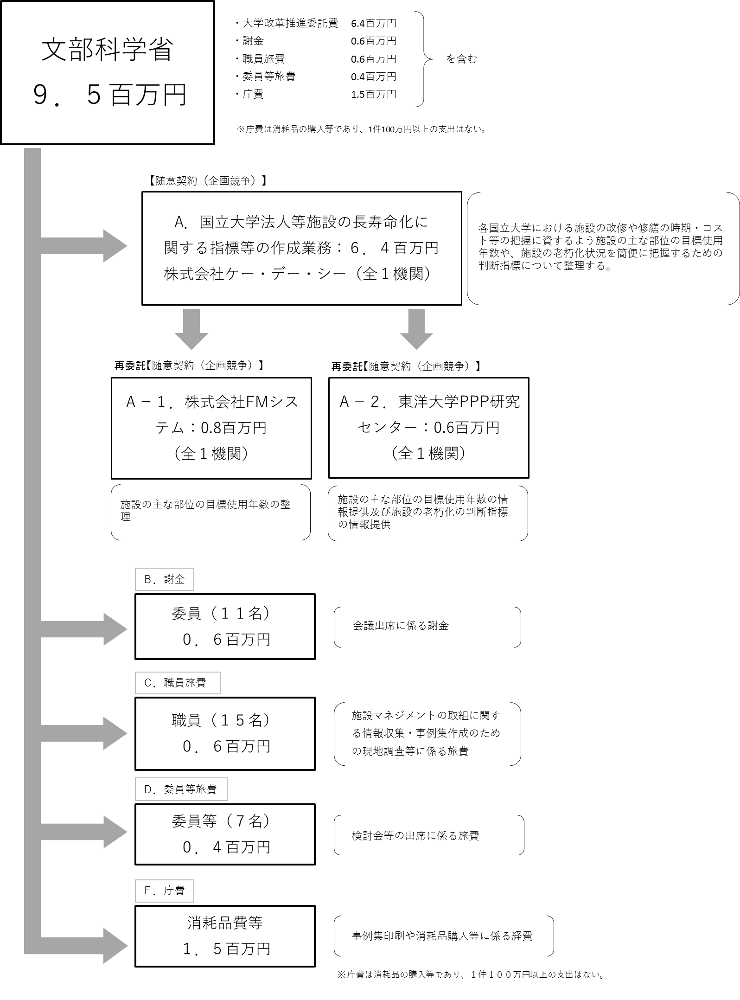 文部科学省
９．５百万円
・大学改革推進委託費 6.4百万円
・謝金 0.6百万円
・職員旅費 0.6百万円
・委員等旅費 0.4百万円
・庁費 1.5百万円
を含む
※庁費は消耗品の購入等であり、1件100万円以上の支出はない。
【随意契約（企画競争）】
A．国立大学法人等施設の長寿命化に
関する指標等の作成業務：６．４百万円
株式会社ケー・デー・シー（全１機関）
各国立大学における施設の改修や修繕の時期・コス
ト等の把握に資するよう施設の主な部位の目標使用
年数や、施設の老朽化状況を簡便に把握するための
判断指標について整理する。
再委託【随意契約（企画競争）】
A－１．株式会社FMシス
テム：0.8百万円
（全１機関）
施設の主な部位の目標使用年数の整
理
再委託【随意契約（企画競争）】
A－２．東洋大学PPP研究
センター：0.6百万円
（全１機関）
施設の主な部位の目標使用年数の情
報提供及び施設の老朽化の判断指標
の情報提供
B．謝金
委員（１１名）
０．６百万円
会議出席に係る謝金
C．職員旅費
職員（１５名）
０．６百万円
施設マネジメントの取組に関す
る情報収集・事例集作成のため
の現地調査等に係る旅費
D．委員等旅費
委員等（７名）
０．４百万円
検討会等の出席に係る旅費
E．庁費
消耗品費等
１．５百万円
事例集印刷や消耗品購入等に係る経費
※庁費は消耗品の購入等であり、１件１００万円以上の支出はない。